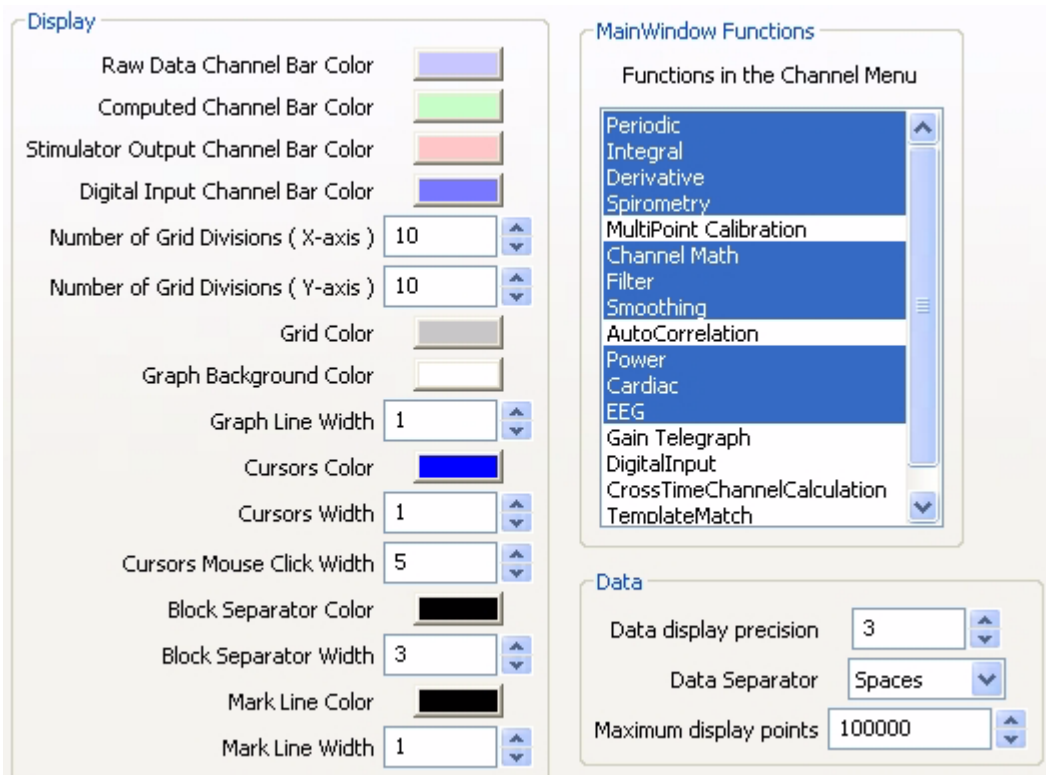 Display
Raw Data Channel Bar Color
Computed Channel Bar Color
Stimulator Output Channel Bar Color
Digital Input Channel Bar Color
Number of Grid Divisions ( X-axis ) 10
Number of Grid Divisions ( Y-axis ) 10
Grid Color
Graph Background Color
Graph Line Width 1
Cursors Color
Cursors Width 1
Cursors Mouse Click Width 5
Block Separator Color
Block Separator Width 3
Mark Line Color
Mark Line Width 1
MainWindow Functions
Functions in the Channel Menu
Periodic
Integral
Derivative
Spirometry
MultiPoint Calibration
Channel Math
Filter
Smoothing
AutoCorrelation
Power
Cardiac
EEG
Gain Telegraph
DigitalInput
CrossTimeChannelCalculation
TemplateMatch
Data
Data display precision 3
Data Separator Spaces
Maximum display points 100000